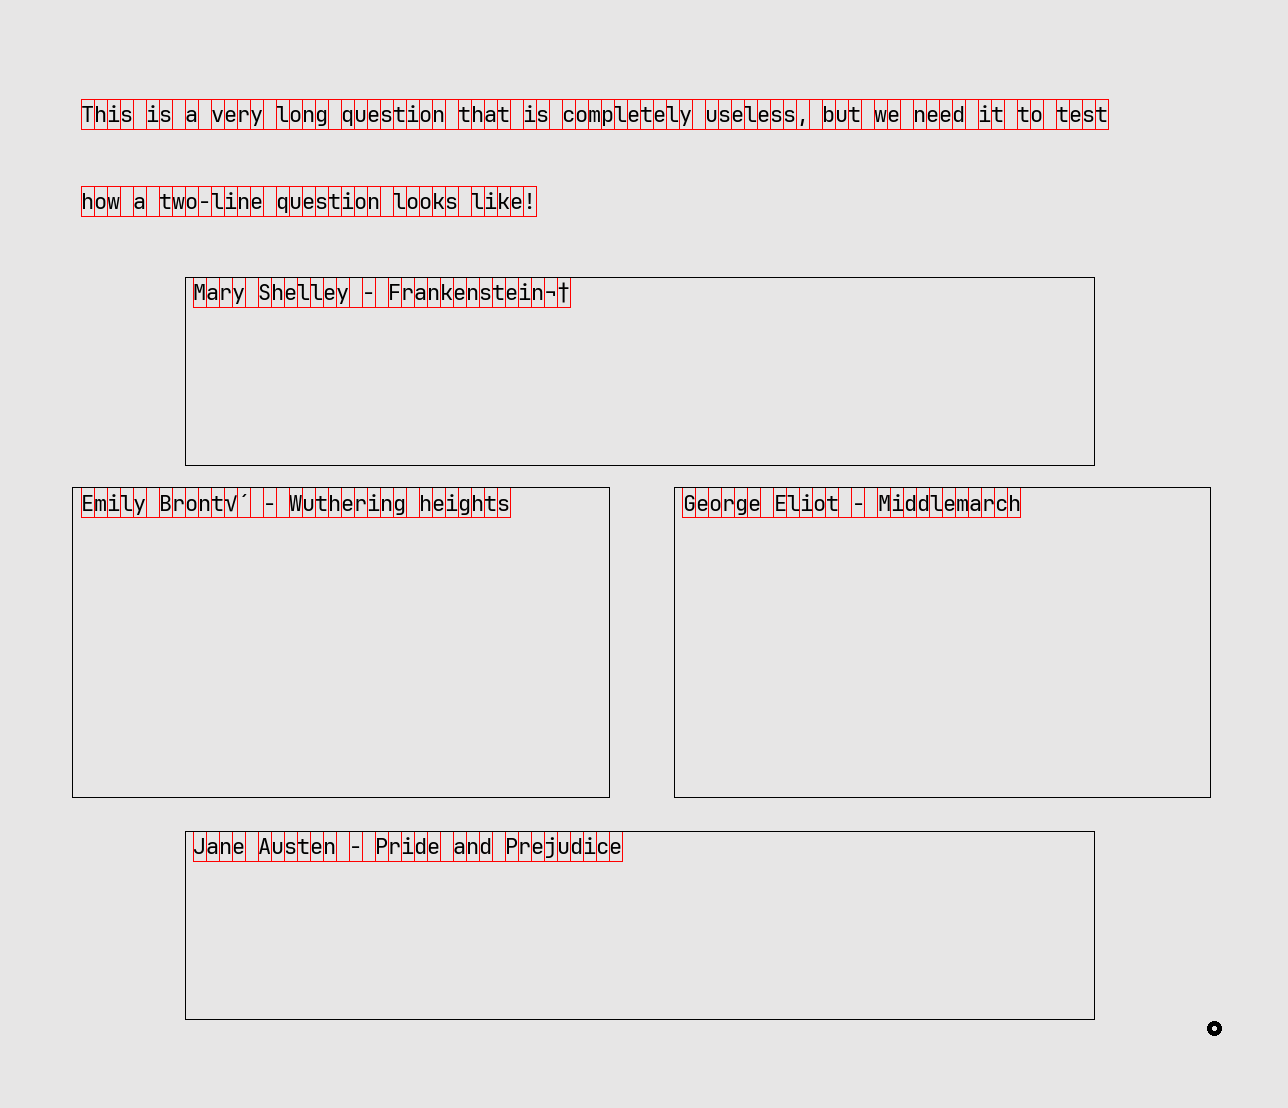 This is a very long question that is completely useless, but we need it to test
how a two-line question looks like!
Mary Shelley - Frankenstein¬†
Emily Bront√´ - Wuthering heights
George Eliot - Middlemarch
Jane Austen - Pride and Prejudice